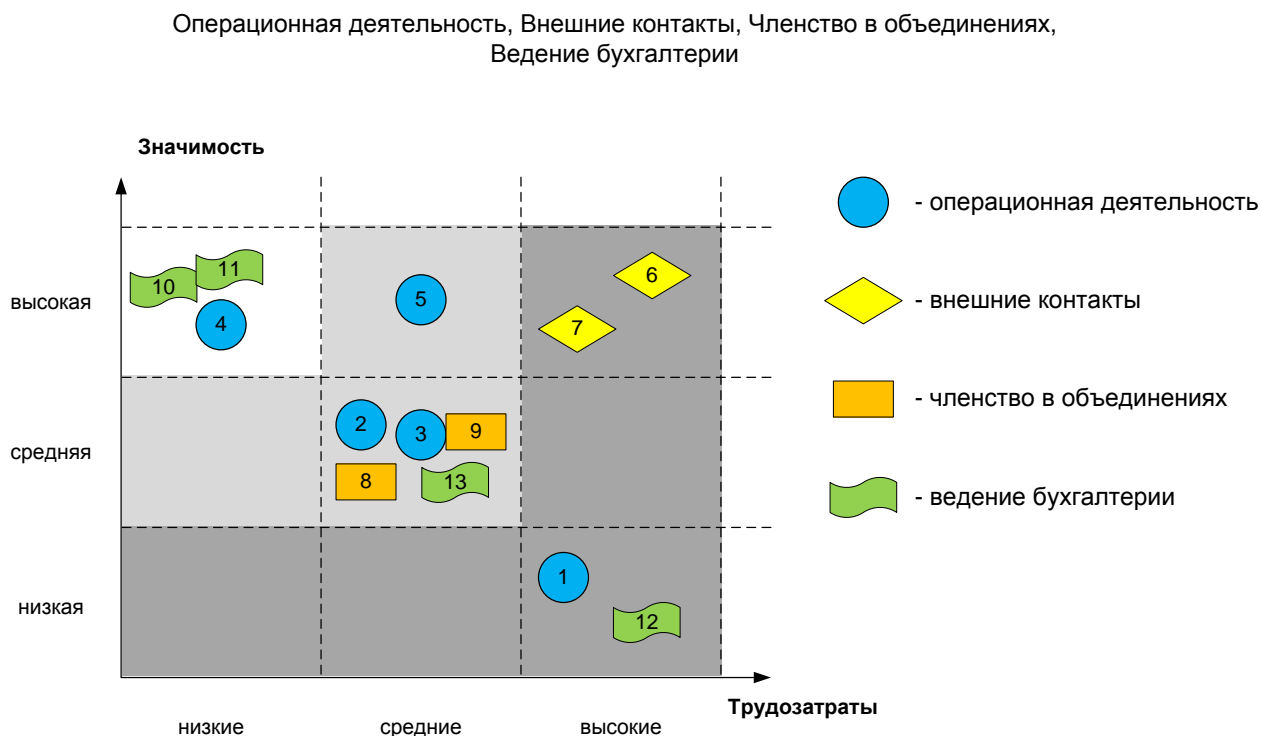 Операционная деятельность, Внешние контакты, Членство в объединениях,
Ведение бухгалтерии
Значимость
- операционная деятельность
- внешние контакты
- членство в объединениях
- ведение бухгалтерии
высокая
10
11
4
5
6
7
средняя
2
3
9
8
13
низкая
1
12
Трудозатраты
низкие
средние
высокие